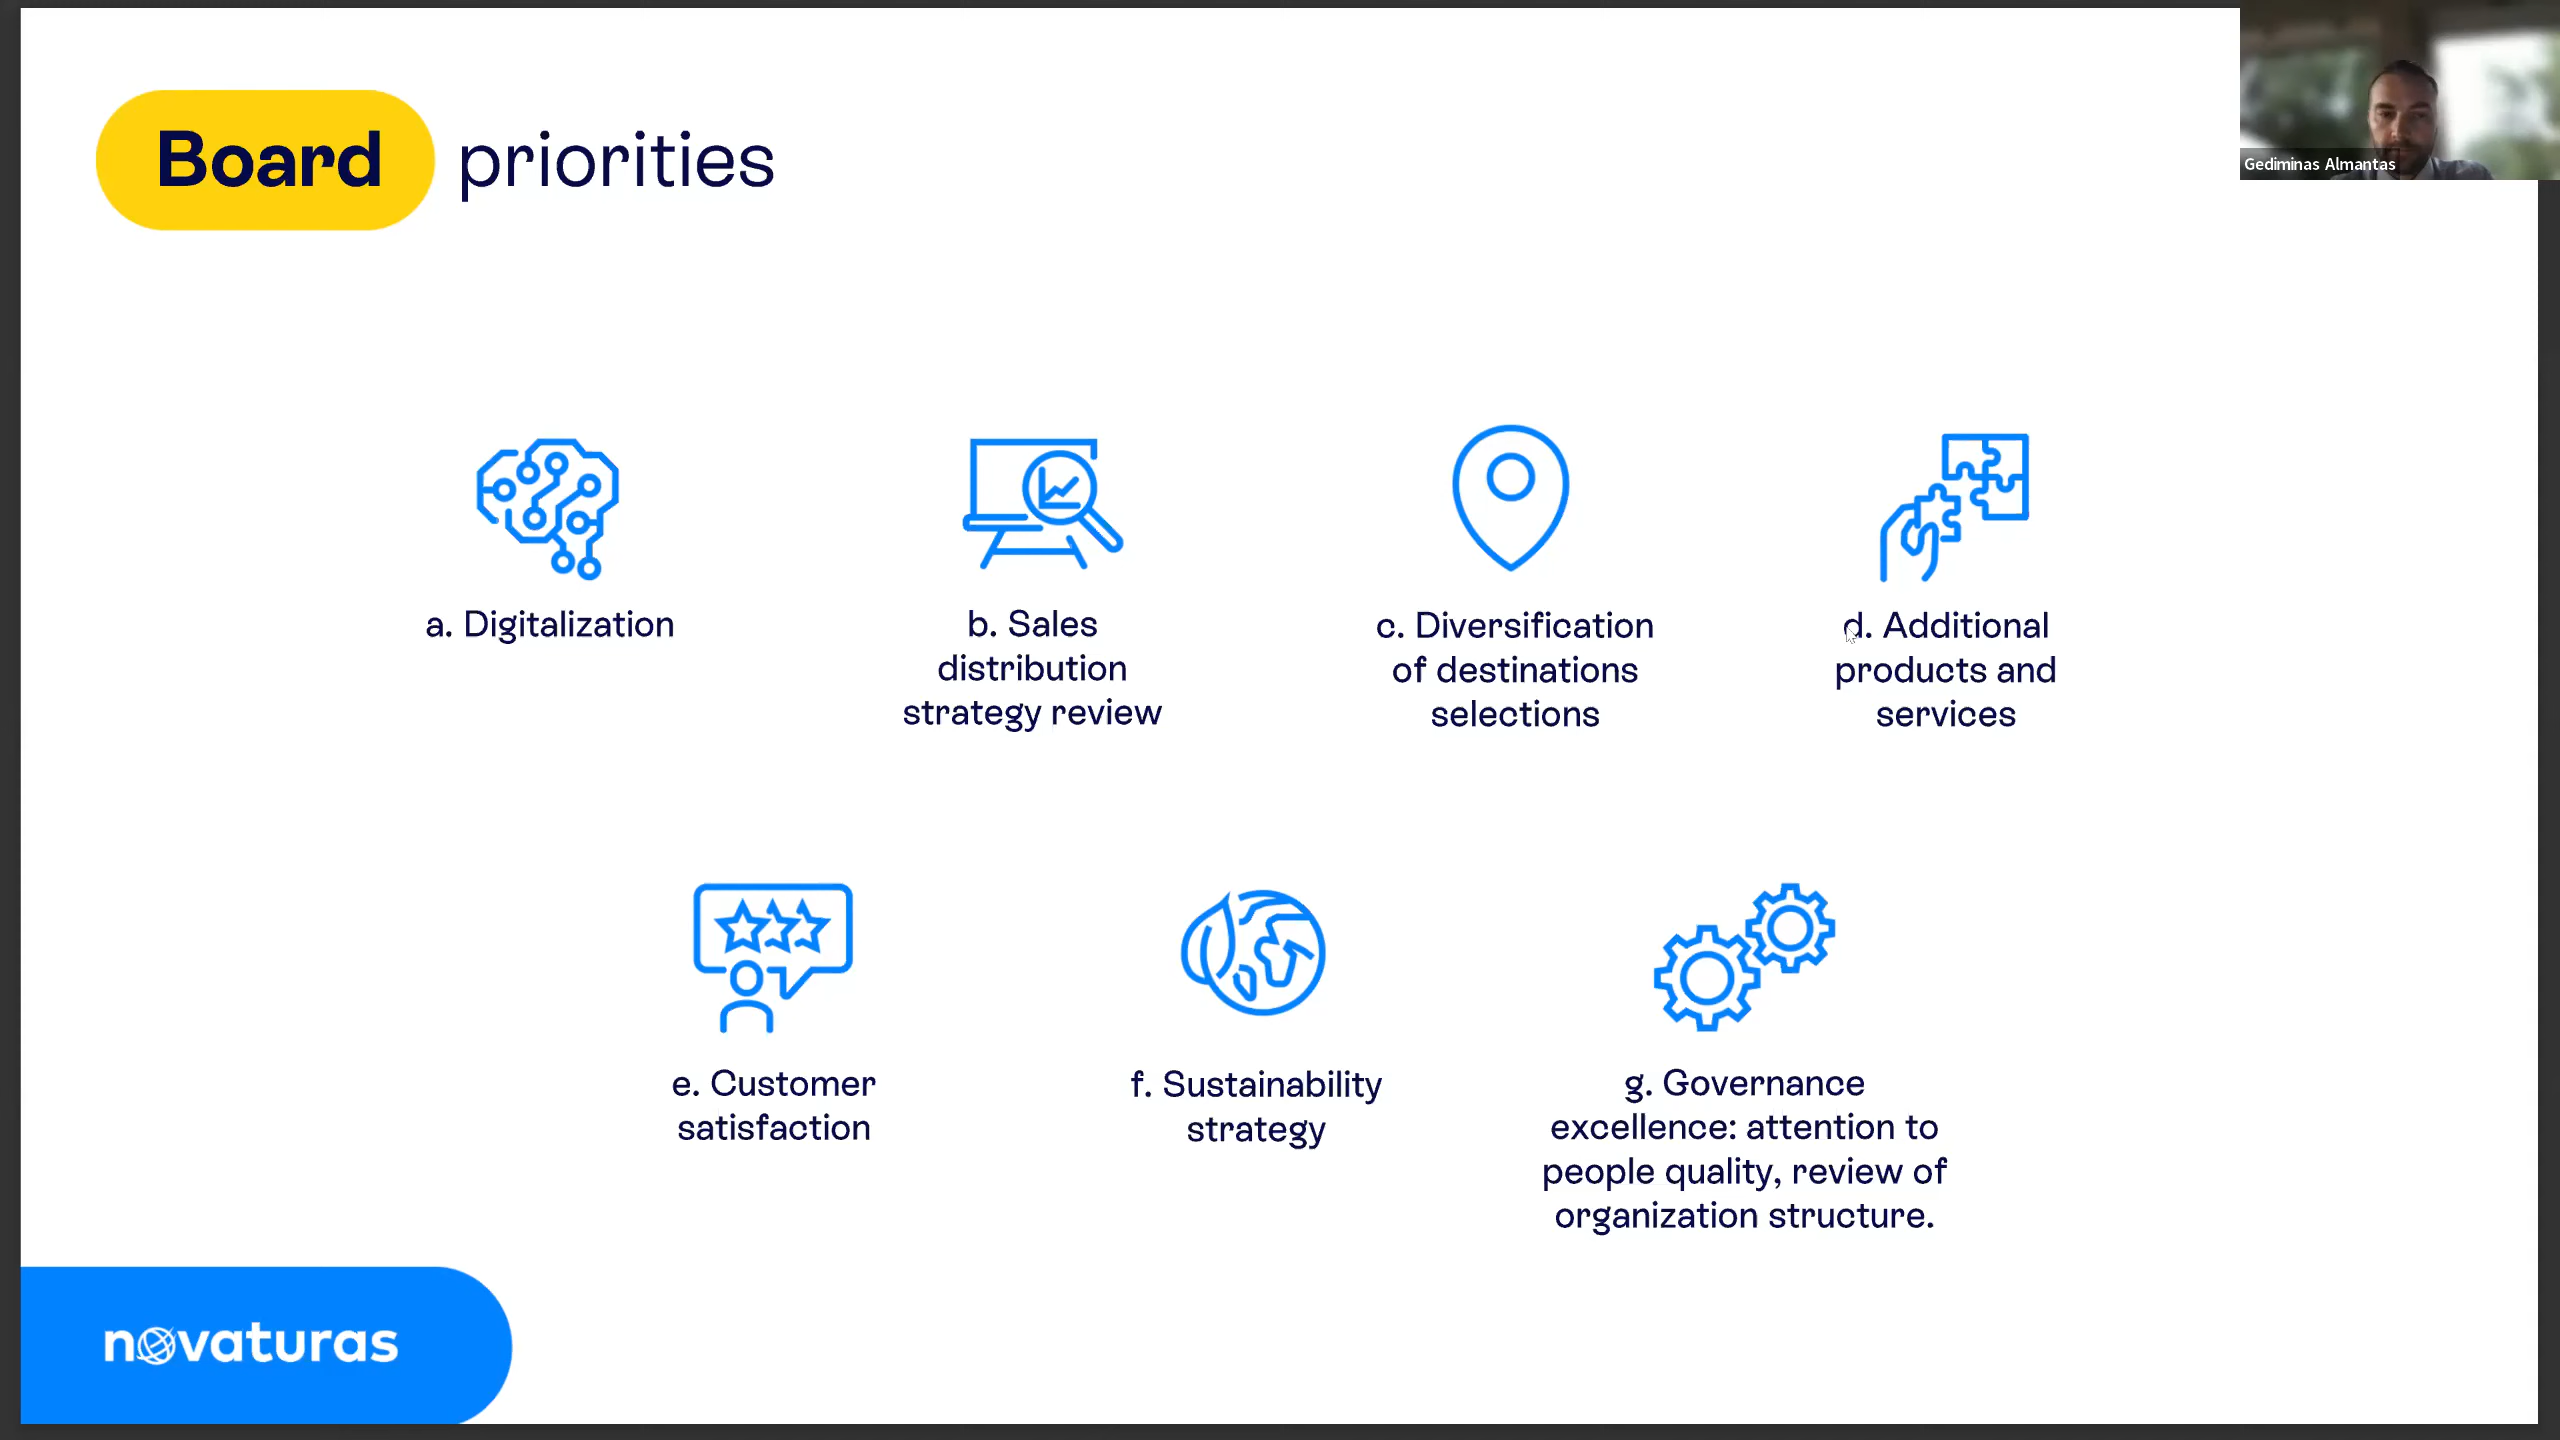 Board priorities
Gediminas Almantas
a. Digitalization
b. Sales
distribution
strategy review
c. Diversification
of destinations
selections
d. Additional
products and
services
e. Customer
satisfaction
f. Sustainability
strategy
g. Governance
excellence: attention to
people quality, review of
organization structure.
novaturas